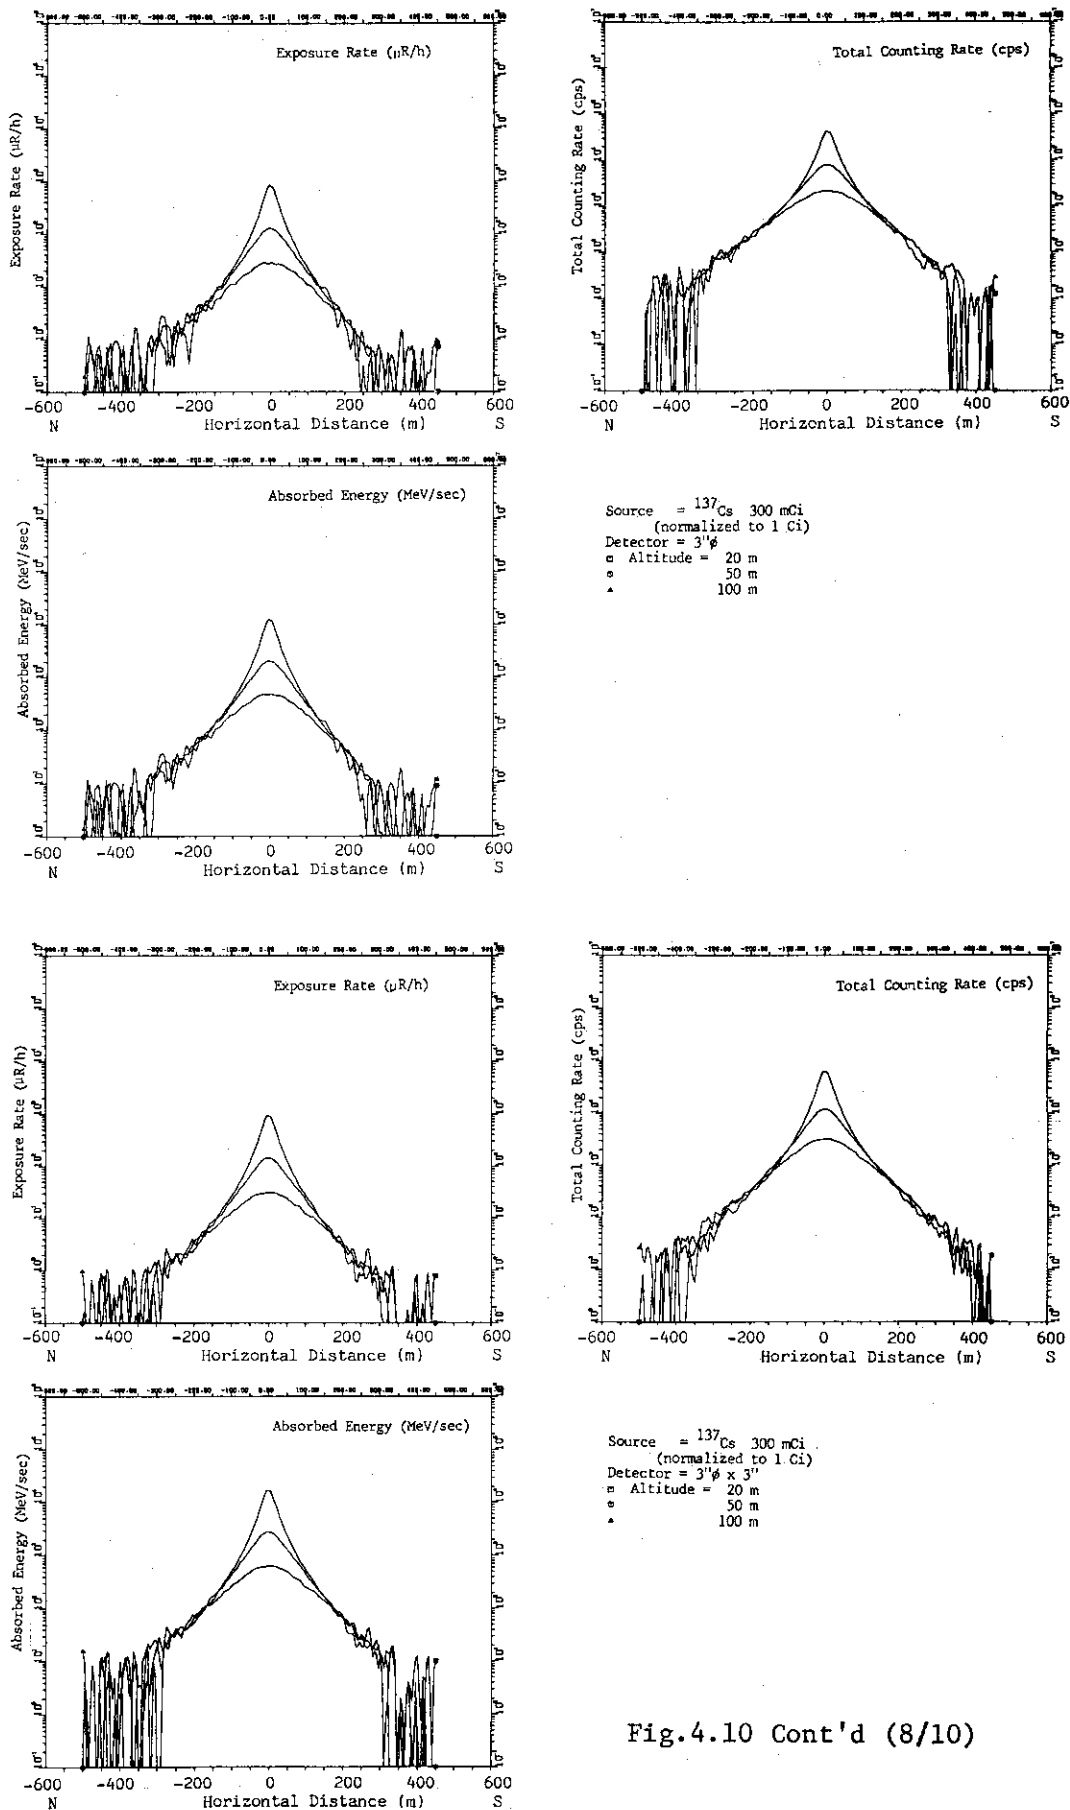 Exposure Rate (μR/h)
Exposure Rate (μR/h)
-600 -400 -200 0 200 400 600
N Horizontal Distance (m) S
Total Counting Rate (cps)
Total Counting Rate (cps)
-600 -400 -200 0 200 400 600
N Horizontal Distance (m) S
Absorbed Energy (MeV/sec)
Absorbed Energy (MeV/sec)
-600 -400 -200 0 200 400 600
N Horizontal Distance (m) S
Source = 137Cs 300 mCi
(normalized to 1 Ci)
Detector = 3"φ
Altitude = 20 m
50 m
100 m
Exposure Rate (μR/h)
Exposure Rate (μR/h)
-600 -400 -200 0 200 400 600
N Horizontal Distance (m) S
Total Counting Rate (cps)
Total Counting Rate (cps)
-600 -400 -200 0 200 400 600
N Horizontal Distance (m) S
Absorbed Energy (MeV/sec)
Absorbed Energy (MeV/sec)
-600 -400 -200 0 200 400 600
N Horizontal Distance (m) S
Source = 137Cs 300 mCi
(normalized to 1 Ci)
Detector = 3"φ x 3"
Altitude = 20 m
50 m
100 m
Fig.4.10 Cont'd (8/10)